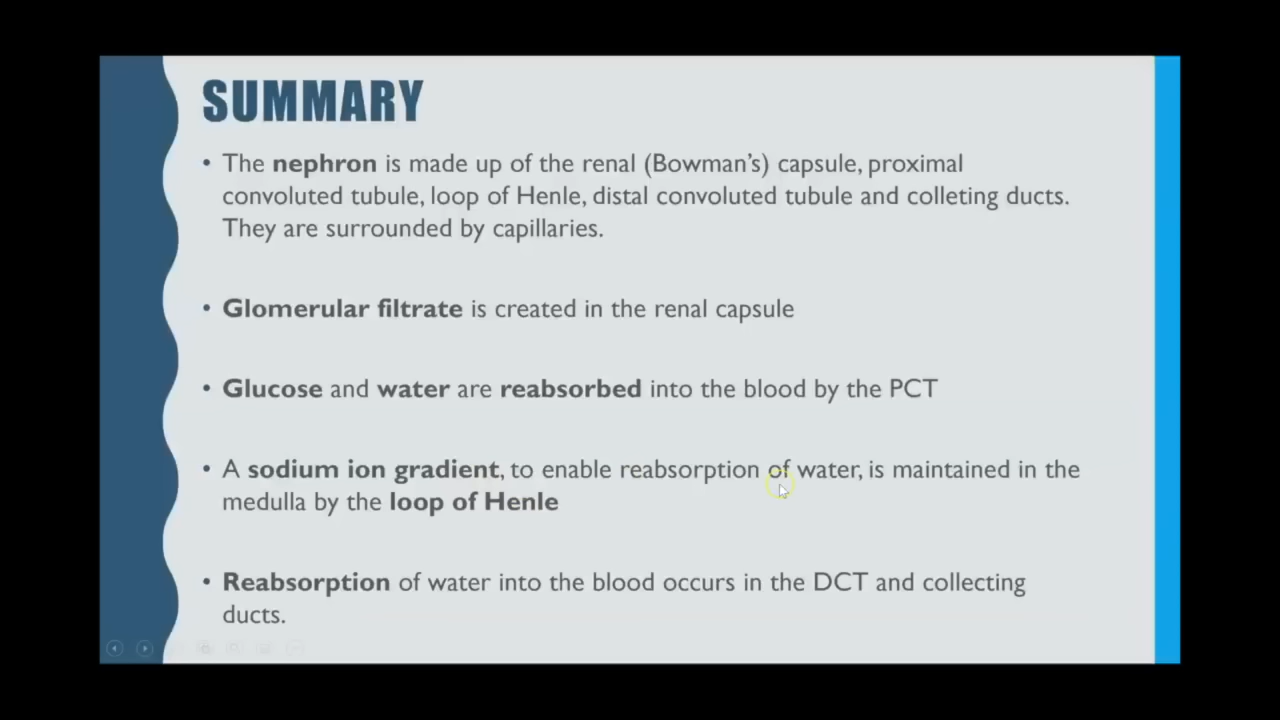 SUMMARY
• The nephron is made up of the renal (Bowman's) capsule, proximal
convoluted tubule, loop of Henle, distal convoluted tubule and colleting ducts.
They are surrounded by capillaries.
• Glomerular filtrate is created in the renal capsule
• Glucose and water are reabsorbed into the blood by the PCT
• A sodium ion gradient, to enable reabsorption of water, is maintained in the
medulla by the loop of Henle
• Reabsorption of water into the blood occurs in the DCT and collecting
ducts.